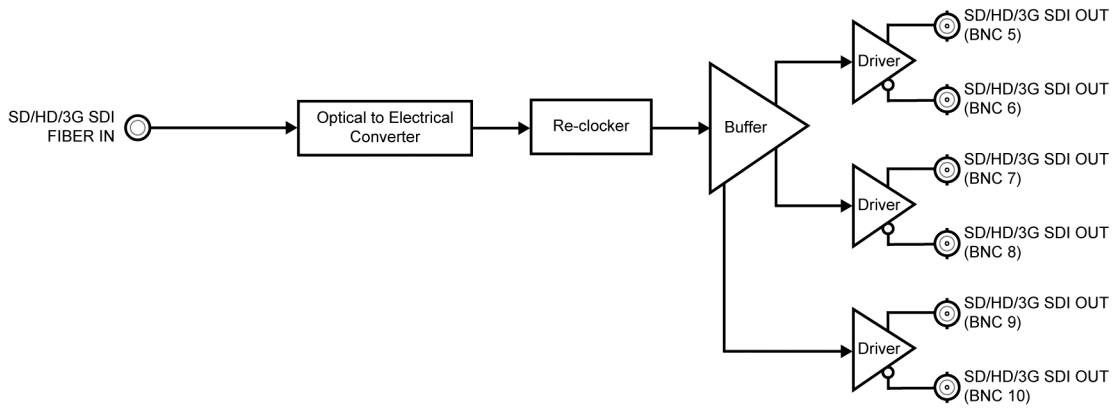 SD/HD/3G SDI
FIBER IN
Optical to Electrical
Converter
Re-clocker
Buffer
Driver
SD/HD/3G SDI OUT
(BNC 5)
SD/HD/3G SDI OUT
(BNC 6)
Driver
SD/HD/3G SDI OUT
(BNC 7)
SD/HD/3G SDI OUT
(BNC 8)
Driver
SD/HD/3G SDI OUT
(BNC 9)
SD/HD/3G SDI OUT
(BNC 10)